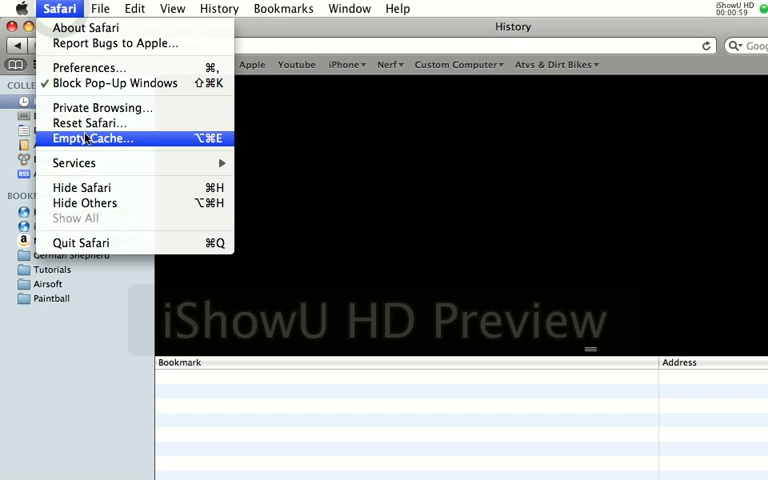 Safari File Edit View History Bookmarks Window Help
iShowU HD
00:00:59
About Safari
Report Bugs to Apple...
Preferences... ⌘,
✓ Block Pop-Up Windows ⇧⌘K
Private Browsing...
Reset Safari...
Empty Cache... ⌥⌘E
Services
Hide Safari ⌘H
Hide Others ⌥⌘H
Show All
Quit Safari ⌘Q
History
Goo
Apple Youtube iPhone▾ Nerf▾ Custom Computer▾ Atvs & Dirt Bikes▾
COLLE
BOOKM
German Shepherd
Tutorials
Airsoft
Paintball
iShowU HD Preview
Bookmark Address